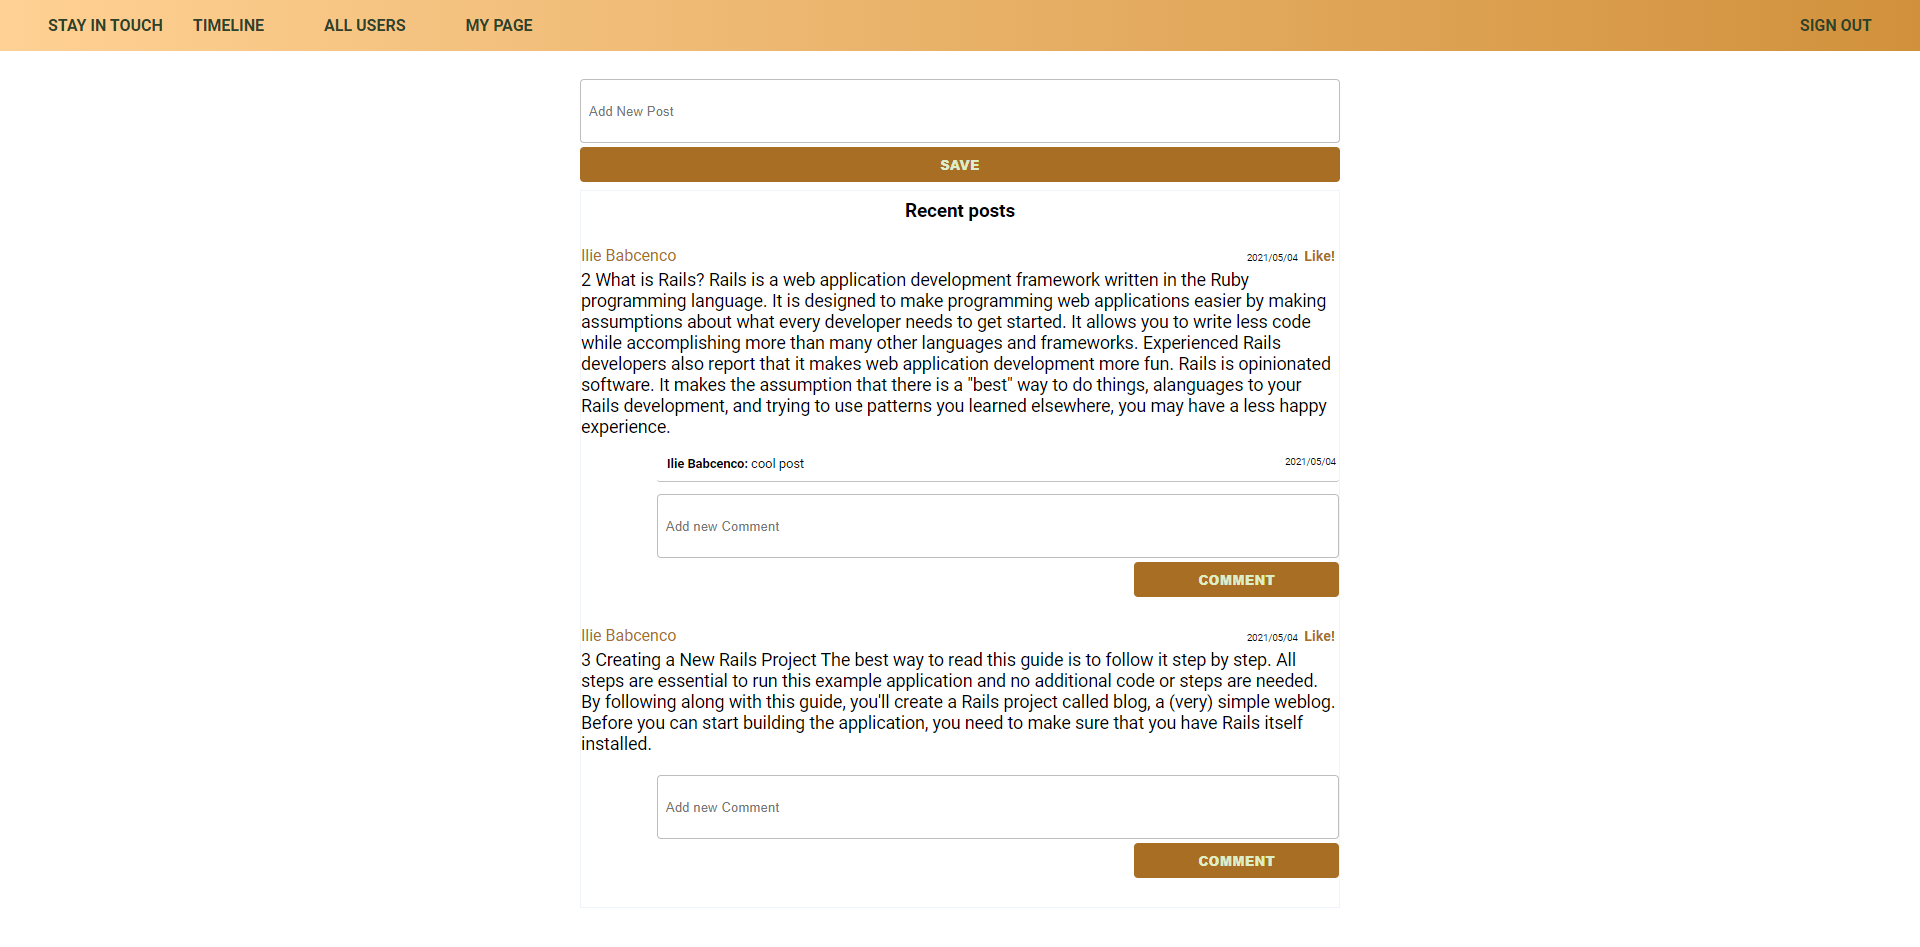 STAY IN TOUCH TIMELINE ALL USERS MY PAGE SIGN OUT
Add New Post
SAVE
Recent posts
Ilie Babcenco 2021/05/04 Like!
2 What is Rails? Rails is a web application development framework written in the Ruby
programming language. It is designed to make programming web applications easier by making
assumptions about what every developer needs to get started. It allows you to write less code
while accomplishing more than many other languages and frameworks. Experienced Rails
developers also report that it makes web application development more fun. Rails is opinionated
software. It makes the assumption that there is a "best" way to do things, alanguages to your
Rails development, and trying to use patterns you learned elsewhere, you may have a less happy
experience.
Ilie Babcenco: cool post 2021/05/04
Add new Comment
COMMENT
Ilie Babcenco 2021/05/04 Like!
3 Creating a New Rails Project The best way to read this guide is to follow it step by step. All
steps are essential to run this example application and no additional code or steps are needed.
By following along with this guide, you'll create a Rails project called blog, a (very) simple weblog.
Before you can start building the application, you need to make sure that you have Rails itself
installed.
Add new Comment
COMMENT